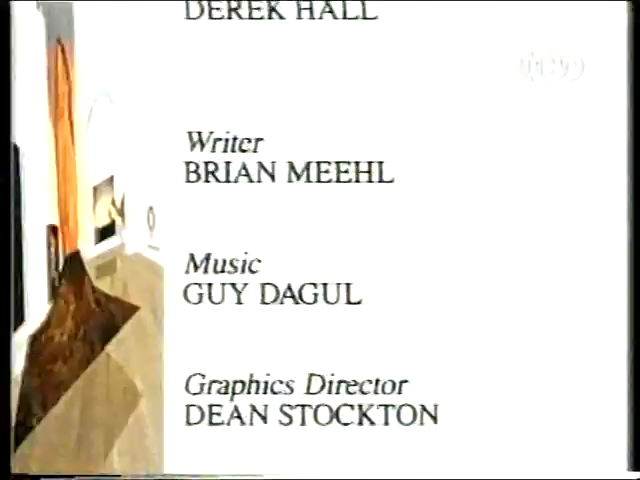 DEREK HALL
Writer
BRIAN MEEHL
Music
GUY DAGUL
Graphics Director
DEAN STOCKTON